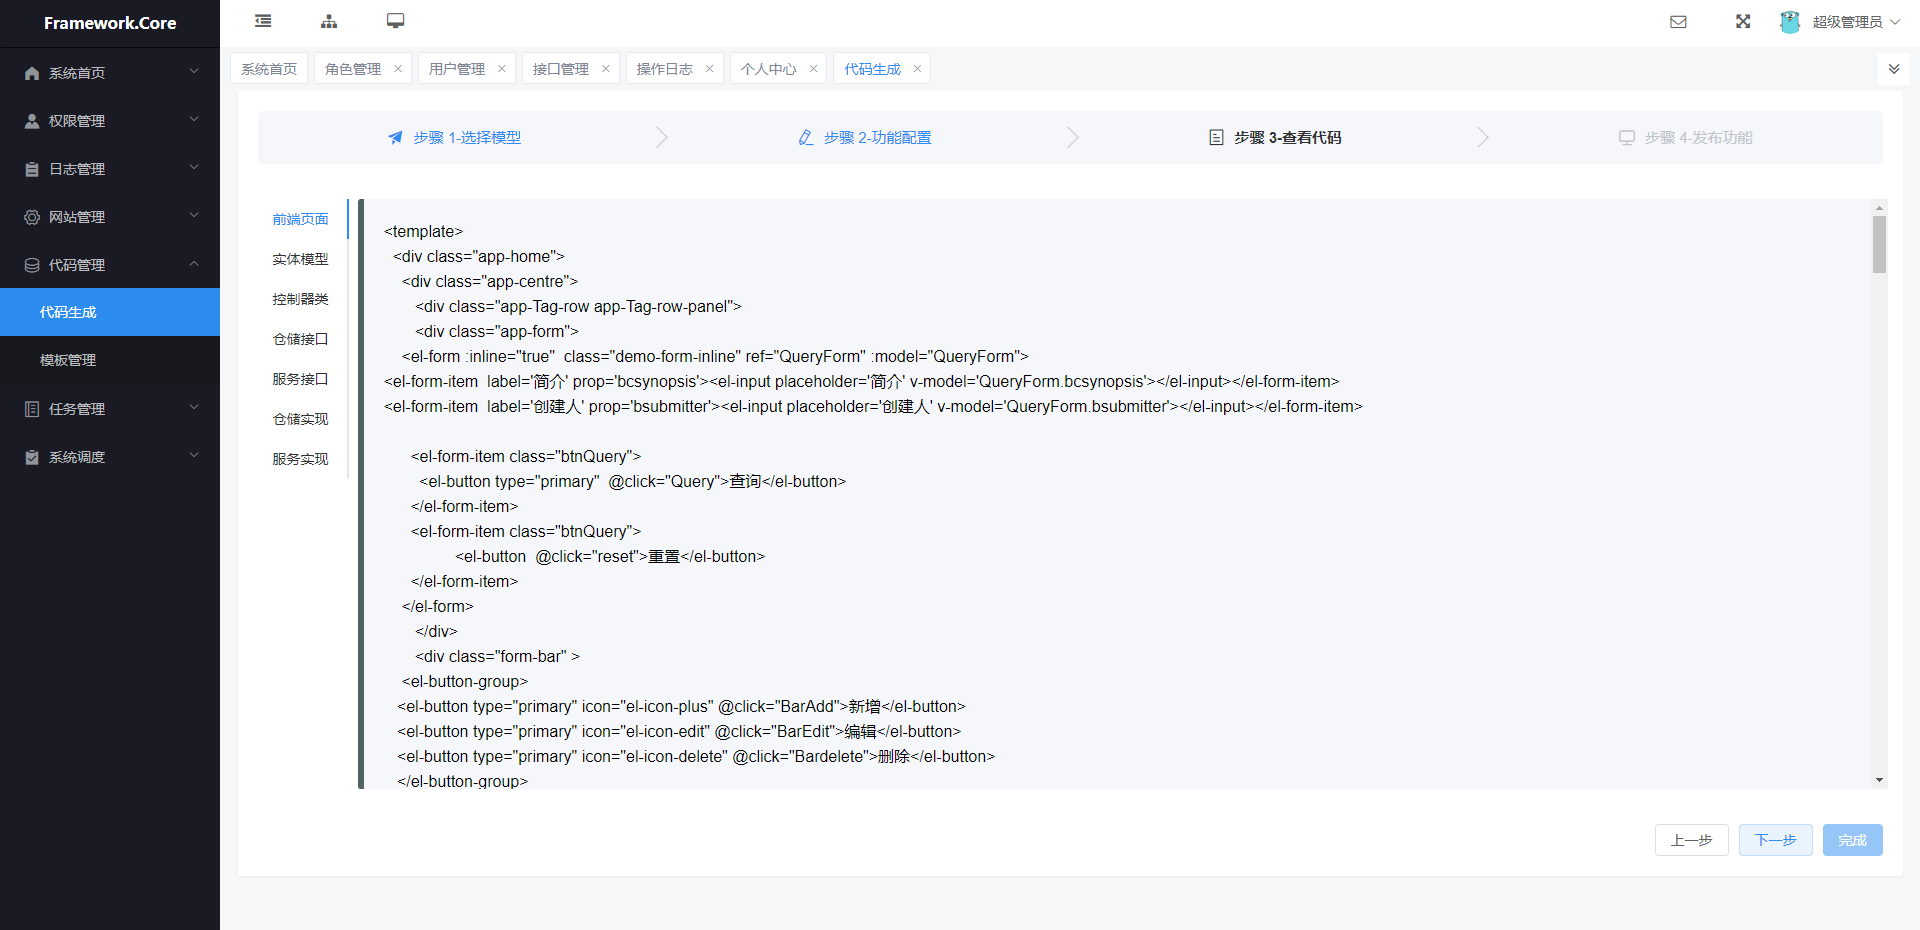 Framework.Core
超级管理员
系统首页
权限管理
日志管理
网站管理
代码管理
代码生成
模板管理
任务管理
系统调度
系统首页
角色管理
用户管理
接口管理
操作日志
个人中心
代码生成
步骤 1-选择模型
步骤 2-功能配置
步骤 3-查看代码
步骤 4-发布功能
前端页面
实体模型
控制器类
仓储接口
服务接口
仓储实现
服务实现
<template>
<div class="app-home">
<div class="app-centre">
<div class="app-Tag-row app-Tag-row-panel">
<div class="app-form">
<el-form :inline="true"  class="demo-form-inline" ref="QueryForm" :model="QueryForm">
<el-form-item  label='简介' prop='bcsynopsis'><el-input placeholder='简介' v-model='QueryForm.bcsynopsis'></el-input></el-form-item>
<el-form-item  label='创建人' prop='bsubmitter'><el-input placeholder='创建人' v-model='QueryForm.bsubmitter'></el-input></el-form-item>
<el-form-item class="btnQuery">
<el-button type="primary"  @click="Query">查询</el-button>
</el-form-item>
<el-form-item class="btnQuery">
<el-button  @click="reset">重置</el-button>
</el-form-item>
</el-form>
</div>
<div class="form-bar" >
<el-button-group>
<el-button type="primary" icon="el-icon-plus" @click="BarAdd">新增</el-button>
<el-button type="primary" icon="el-icon-edit" @click="BarEdit">编辑</el-button>
<el-button type="primary" icon="el-icon-delete" @click="Bardelete">删除</el-button>
</el-button-group>
上一步
下一步
完成